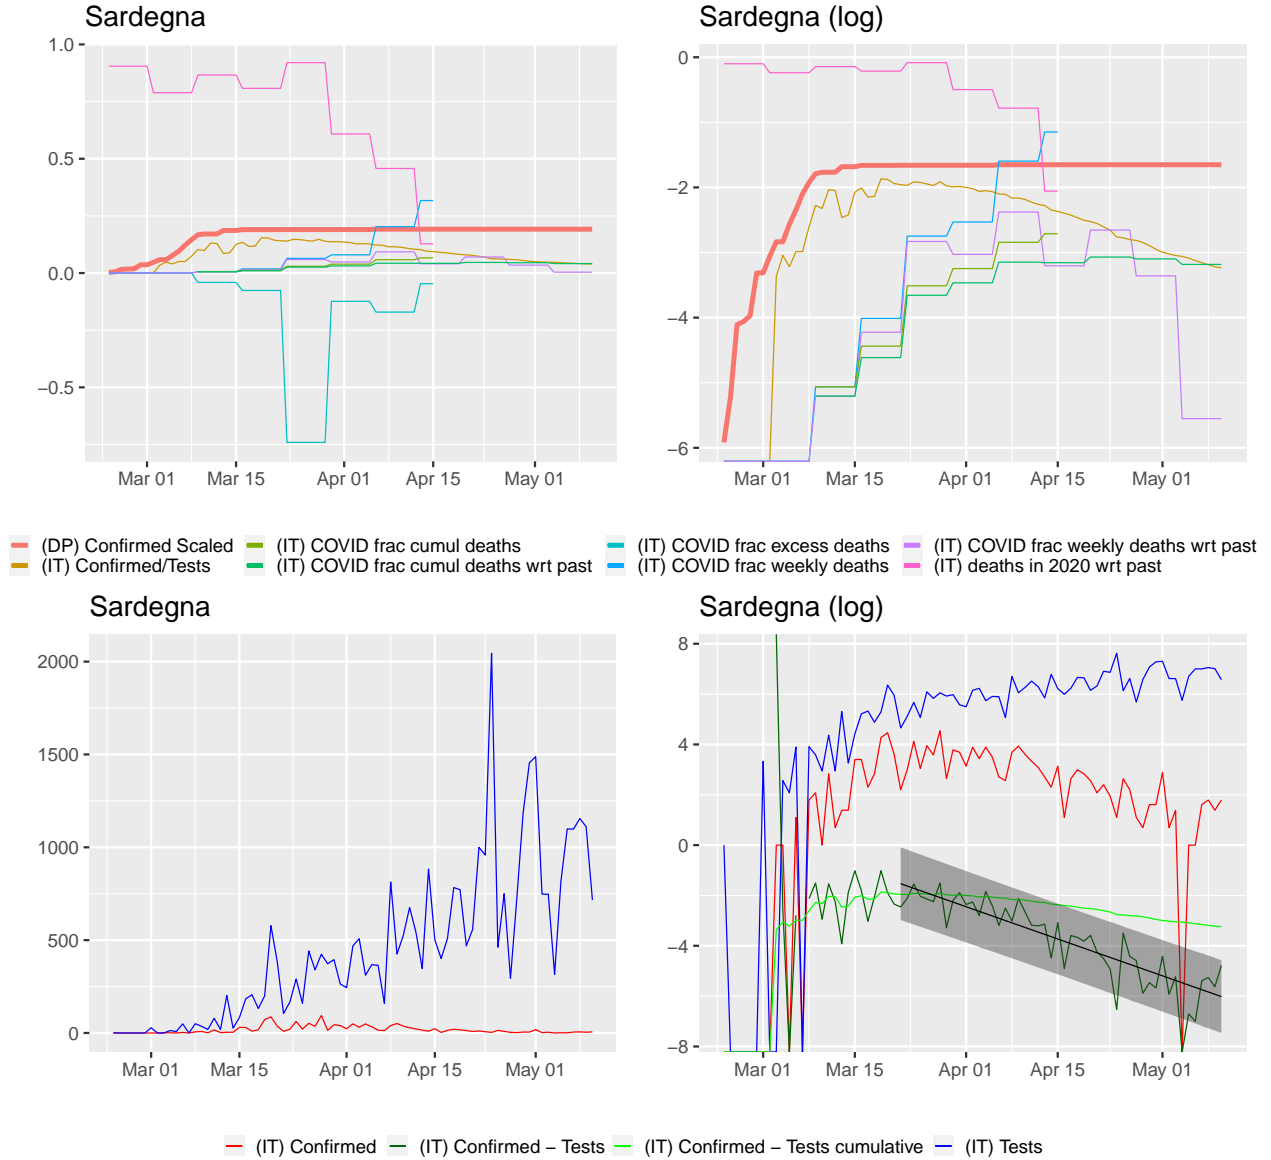 Sardegna
Sardegna (log)
1.0
0.5
0.0
−0.5
Mar 01 Mar 15 Apr 01 Apr 15 May 01
0
−2
−4
−6
Mar 01 Mar 15 Apr 01 Apr 15 May 01
(DP) Confirmed Scaled (IT) COVID frac cumul deaths (IT) COVID frac excess deaths (IT) COVID frac weekly deaths wrt past
(IT) Confirmed/Tests (IT) COVID frac cumul deaths wrt past (IT) COVID frac weekly deaths (IT) deaths in 2020 wrt past
Sardegna
Sardegna (log)
2000
1500
1000
500
0
Mar 01 Mar 15 Apr 01 Apr 15 May 01
8
4
0
−4
−8
Mar 01 Mar 15 Apr 01 Apr 15 May 01
(IT) Confirmed (IT) Confirmed − Tests (IT) Confirmed − Tests cumulative (IT) Tests